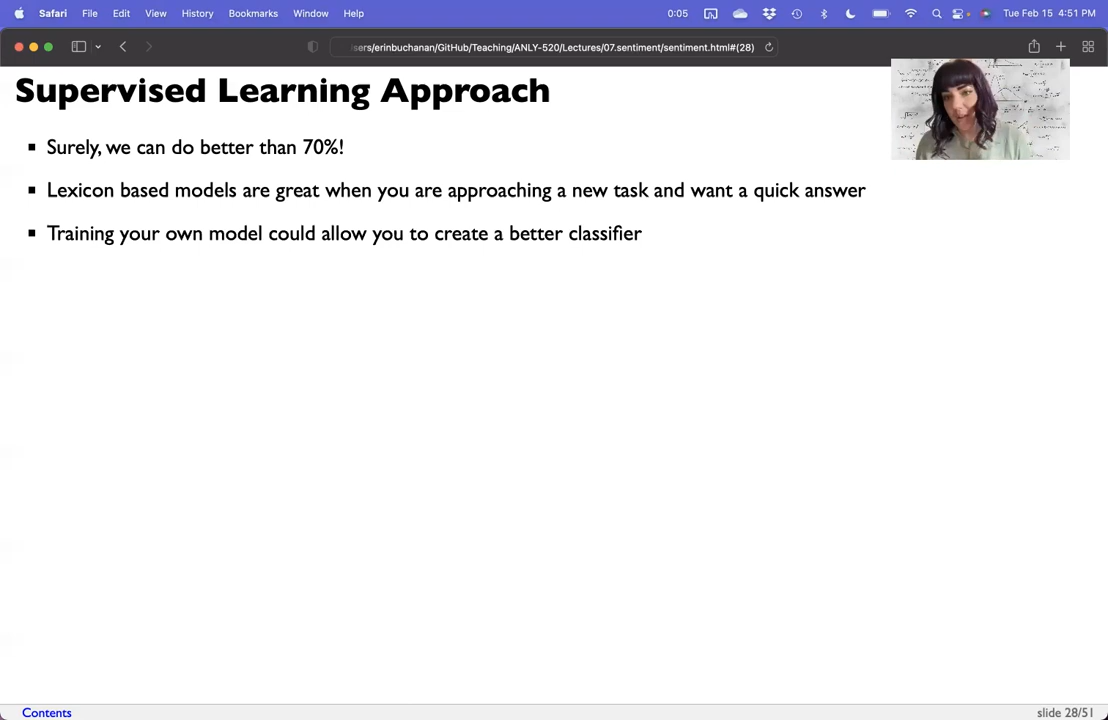 Safari File Edit View History Bookmarks Window Help 0:05 Tue Feb 15 4:51 PM
sers/erinbuchanan/GitHub/Teaching/ANLY-520/Lectures/07.sentiment/sentiment.html#(28)
Supervised Learning Approach
Surely, we can do better than 70%!
Lexicon based models are great when you are approaching a new task and want a quick answer
Training your own model could allow you to create a better classifier
Contents slide 28/51